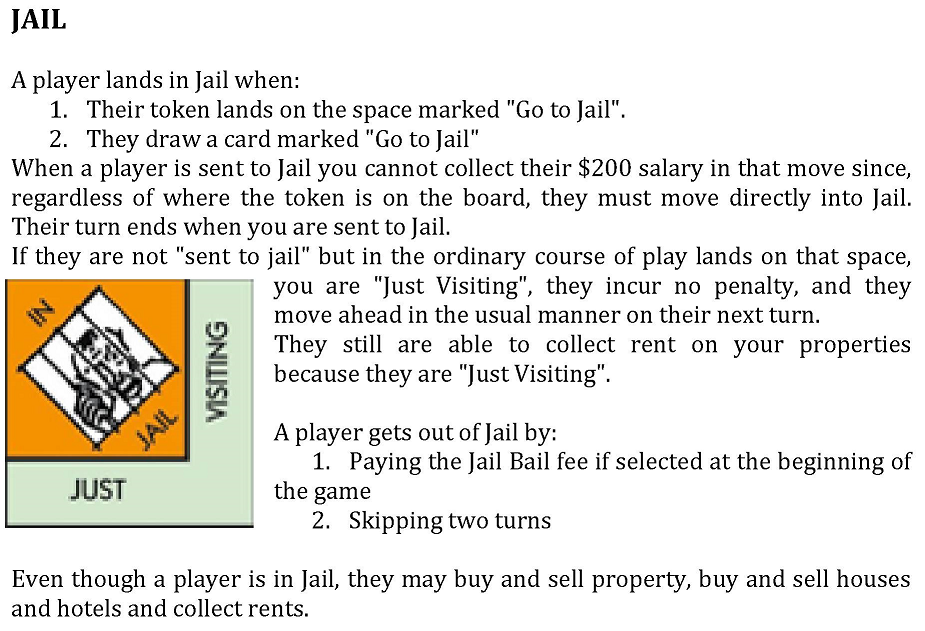 JAIL
A player lands in Jail when:
1. Their token lands on the space marked "Go to Jail".
2. They draw a card marked "Go to Jail"
When a player is sent to Jail you cannot collect their $200 salary in that move since,
regardless of where the token is on the board, they must move directly into Jail.
Their turn ends when you are sent to Jail.
If they are not "sent to jail" but in the ordinary course of play lands on that space,
you are "Just Visiting", they incur no penalty, and they
move ahead in the usual manner on their next turn.
They still are able to collect rent on your properties
because they are "Just Visiting".
IN
JAIL
VISITING
JUST
A player gets out of Jail by:
1. Paying the Jail Bail fee if selected at the beginning of
the game
2. Skipping two turns
Even though a player is in Jail, they may buy and sell property, buy and sell houses
and hotels and collect rents.